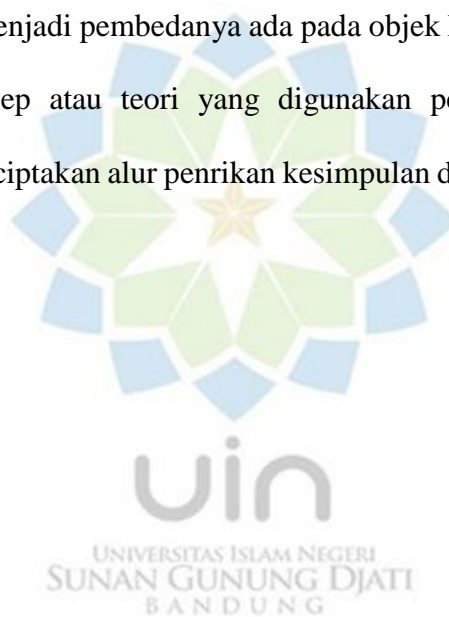 enjadi pembedanya ada pada objek
ep atau teori yang digunakan
ciptakan alur penrikan kesimpulan
uin
UNIVERSITAS ISLAM NEGERI
SUNAN GUNUNG DJATI
BANDUNG